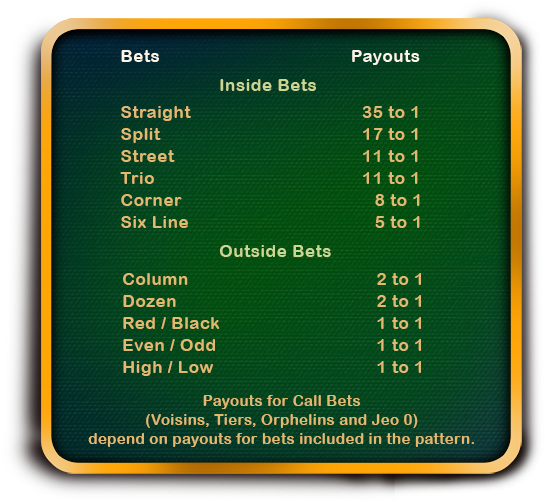 Bets Payouts
Inside Bets
Straight 35 to 1
Split 17 to 1
Street 11 to 1
Trio 11 to 1
Corner 8 to 1
Six Line 5 to 1
Outside Bets
Column 2 to 1
Dozen 2 to 1
Red / Black 1 to 1
Even / Odd 1 to 1
High / Low 1 to 1
Payouts for Call Bets
(Voisins, Tiers, Orphelins and Jeo 0)
depend on payouts for bets included in the pattern.